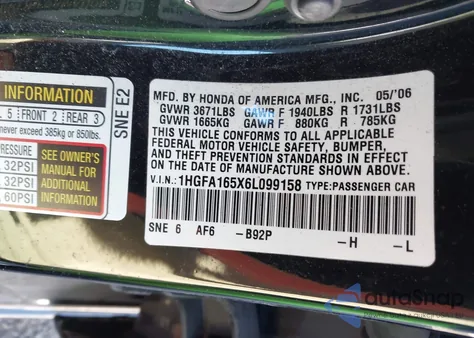 INFORMATION
5 | FRONT 2 | REAR 3
never exceed 385kg or 850lbs.
PRESSURE
32PSI
32PSI
60PSI
SEE OWNER'S
MANUAL FOR
ADDITIONAL
INFORMATION
SNE E2
MFD. BY HONDA OF AMERICA MFG., INC. 05/'06
GVWR 3671LBS GAWR F 1940LBS R 1731LBS
GVWR 1665KG GAWR F 880KG R 785KG
THIS VEHICLE CONFORMS TO ALL APPLICABLE
FEDERAL MOTOR VEHICLE SAFETY, BUMPER,
AND THEFT PREVENTION STANDARDS IN EFFECT
ON THE DATE OF MANUFACTURE SHOWN ABOVE.
V.I.N.: 1HGFA165X6L099158 TYPE: PASSENGER CAR
SNE 6 AF6 -B92P -H -L
autosnap